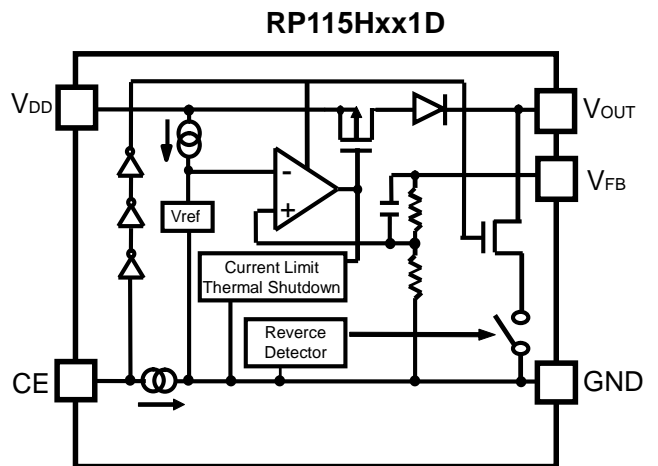 RP115Hxx1D
VDD
VOUT
VFB
-
+
Vref
Current Limit
Thermal Shutdown
Reverce
Detector
CE
GND